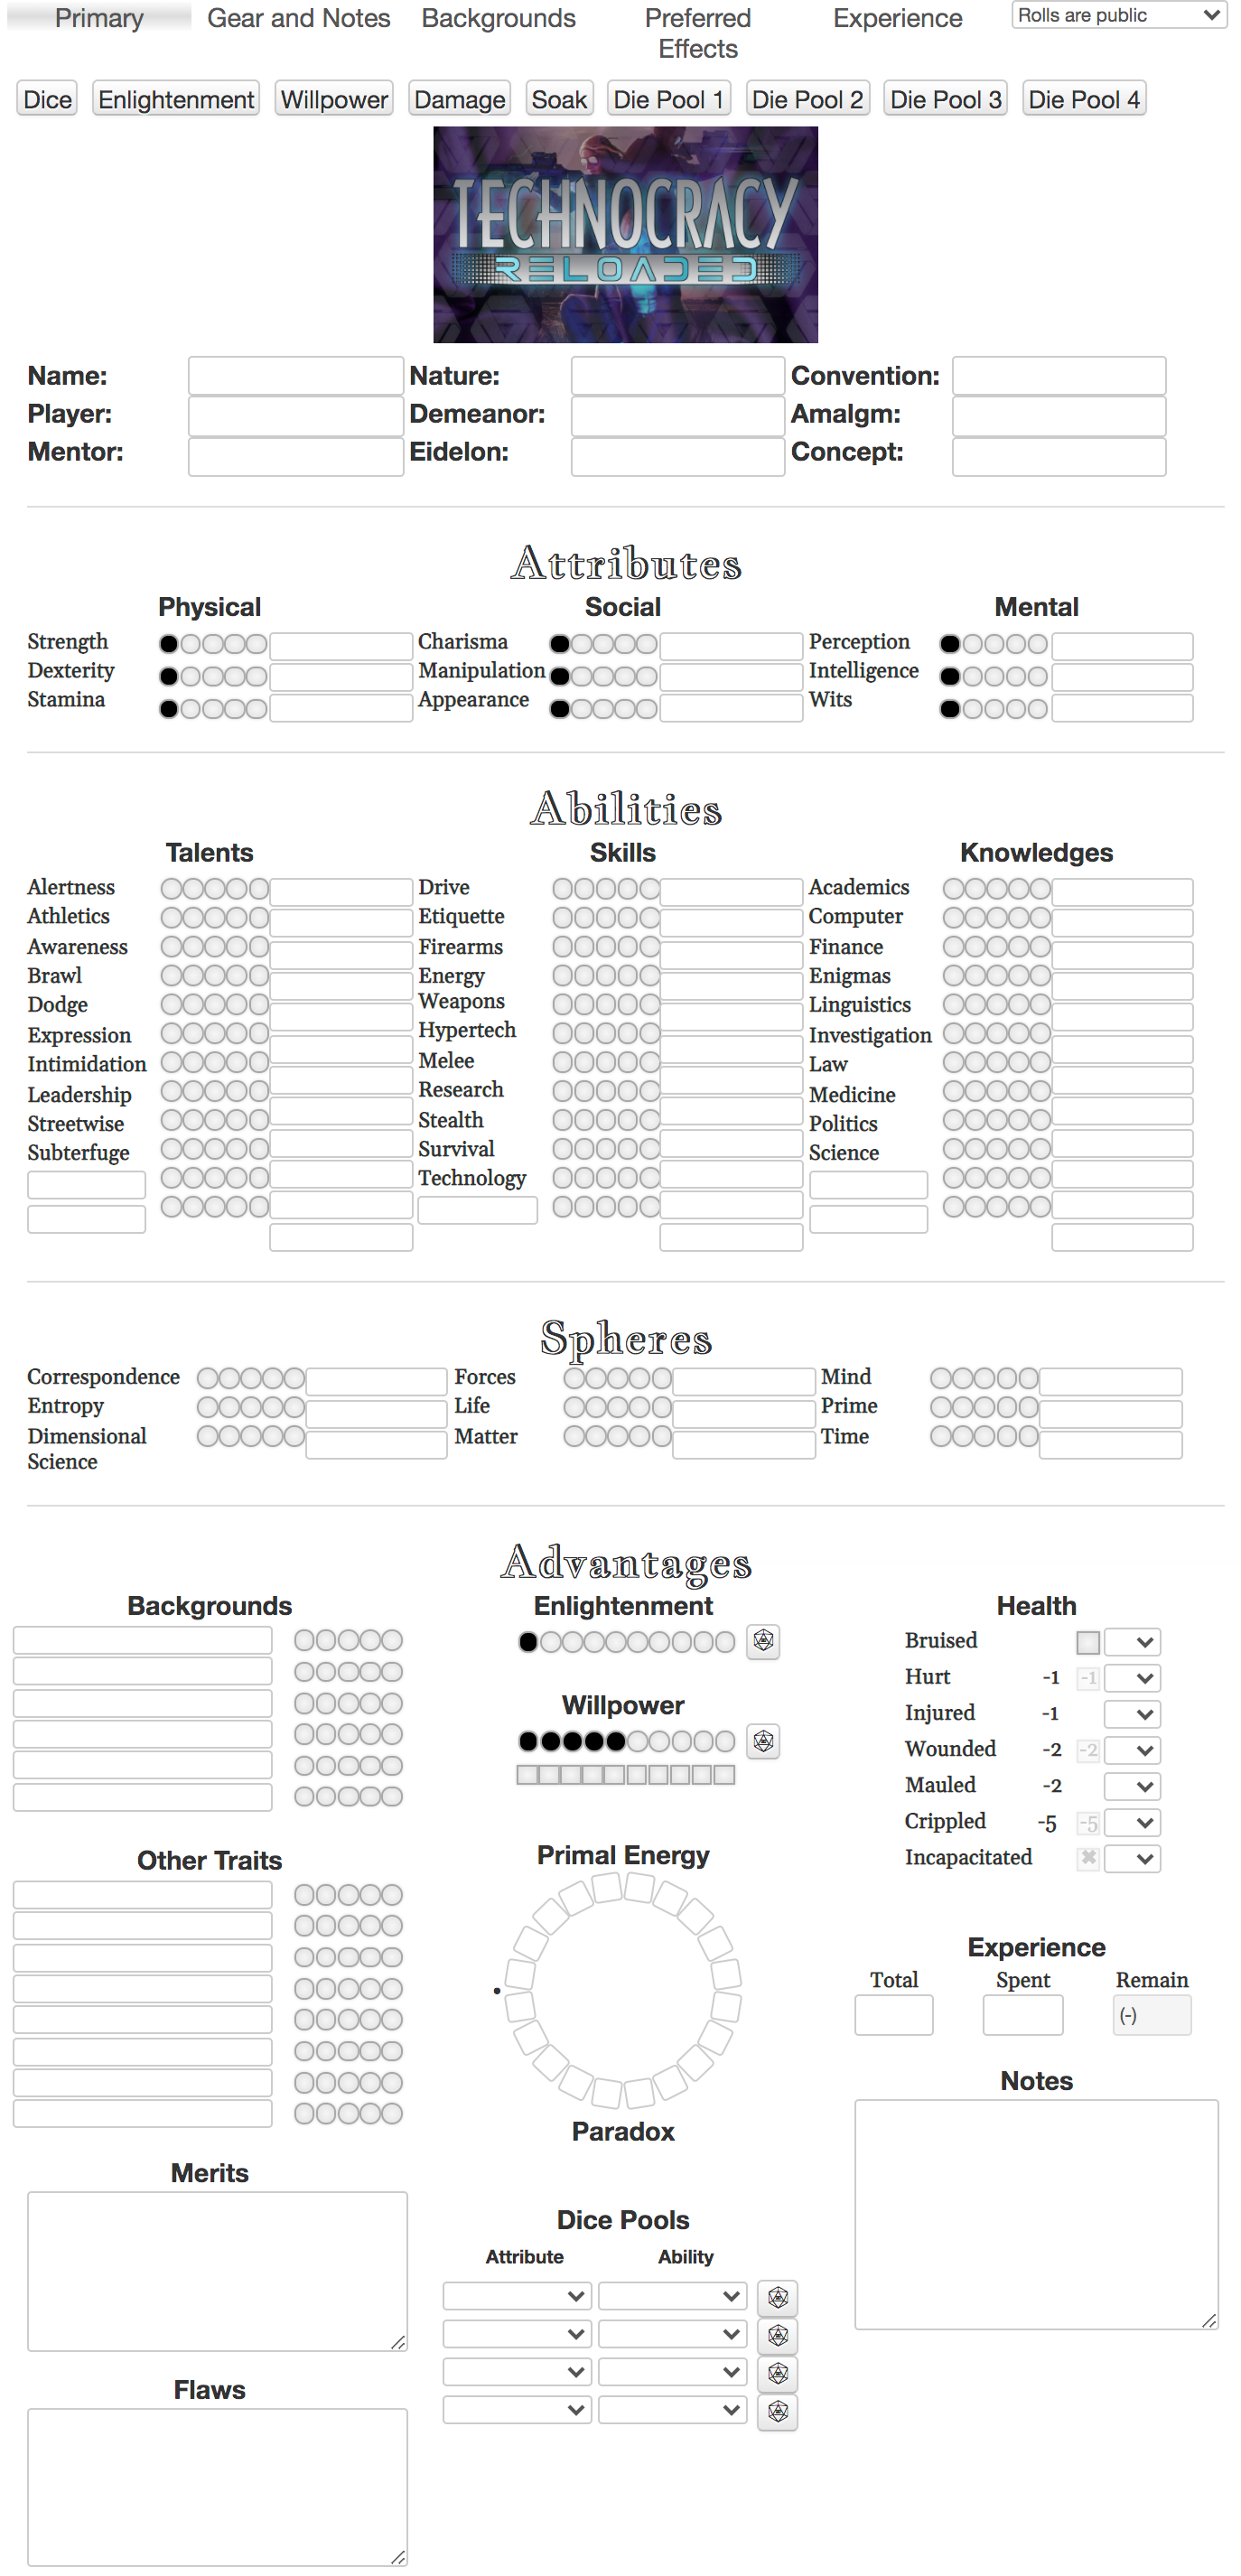 Primary Gear and Notes Backgrounds Preferred Effects Experience Rolls are public
Dice Enlightenment Willpower Damage Soak Die Pool 1 Die Pool 2 Die Pool 3 Die Pool 4
TECHNOCRACY
RELOADED
Name: Nature: Convention:
Player: Demeanor: Amalgm:
Mentor: Eidelon: Concept:
Attributes
Physical Social Mental
Strength Charisma Perception
Dexterity Manipulation Intelligence
Stamina Appearance Wits
Abilities
Talents Skills Knowledges
Alertness Drive Academics
Athletics Etiquette Computer
Awareness Firearms Finance
Brawl Energy Weapons Enigmas
Dodge Hypertech Linguistics
Expression Melee Investigation
Intimidation Research Law
Leadership Stealth Medicine
Streetwise Survival Politics
Subterfuge Technology Science
Spheres
Correspondence Forces Mind
Entropy Life Prime
Dimensional Science Matter Time
Advantages
Backgrounds Enlightenment Health
Bruised
Hurt -1 -1
Injured -1
Willpower
Wounded -2 -2
Mauled -2
Crippled -5 -5
Incapacitated
Other Traits Primal Energy
Experience
Total Spent Remain
(-)
Notes
Paradox
Merits
Dice Pools
Attribute Ability
Flaws